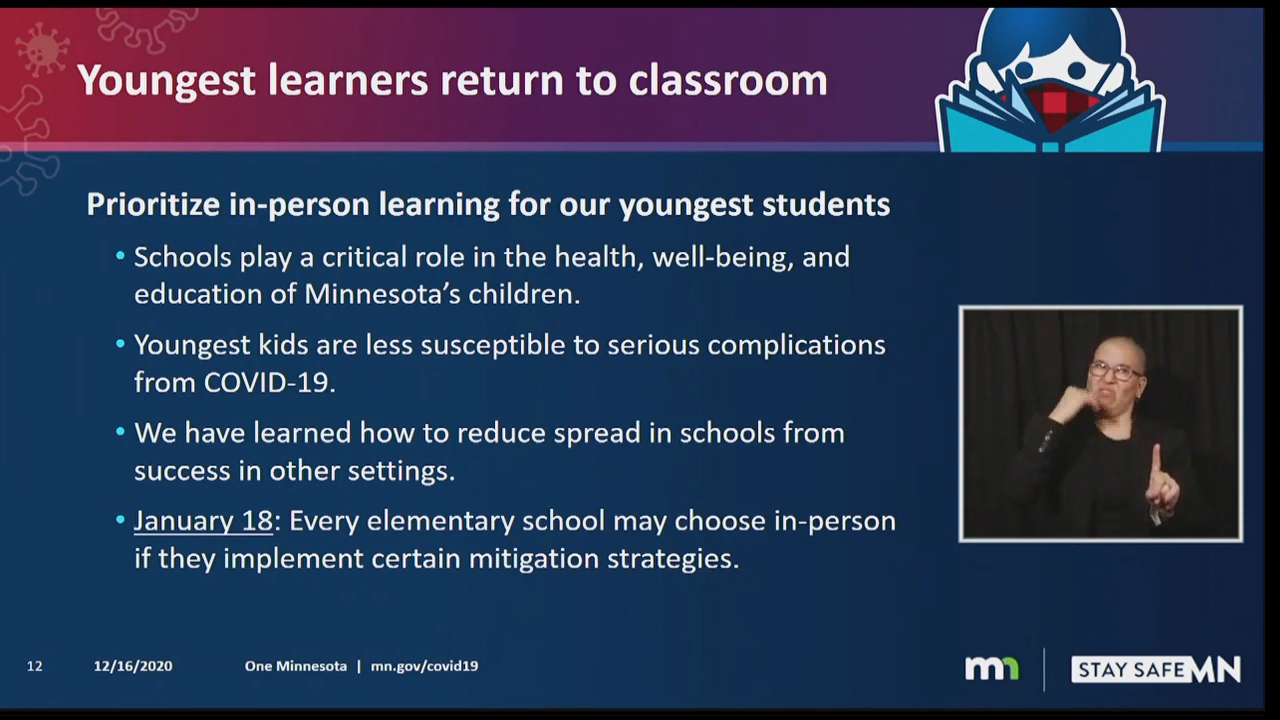 Youngest learners return to classroom
Prioritize in-person learning for our youngest students
• Schools play a critical role in the health, well-being, and
education of Minnesota's children.
• Youngest kids are less susceptible to serious complications
from COVID-19.
• We have learned how to reduce spread in schools from
success in other settings.
• January 18: Every elementary school may choose in-person
if they implement certain mitigation strategies.
12 12/16/2020 One Minnesota | mn.gov/covid19
mn
STAY SAFE MN